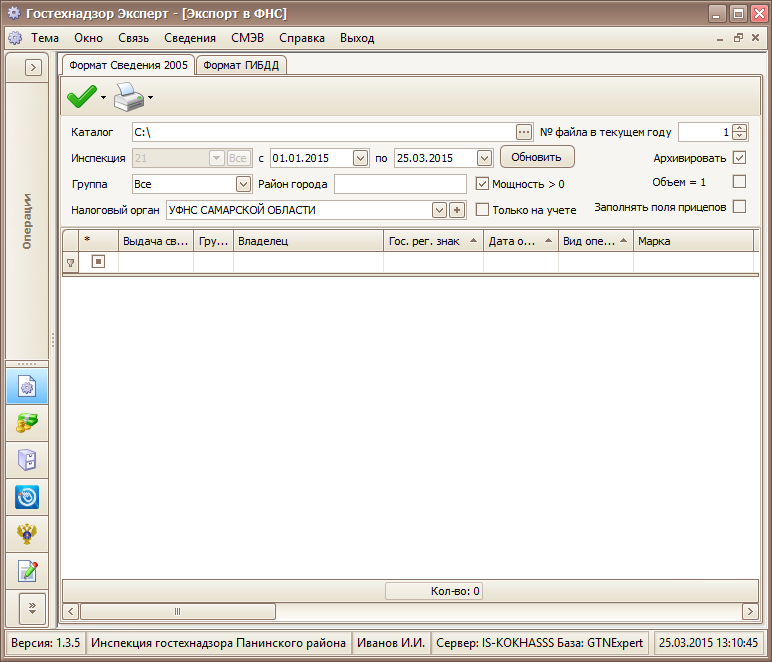 Гостехнадзор Эксперт - [Экспорт в ФНС]
Тема Окно Связь Сведения СМЭВ Справка Выход
Формат Сведения 2005 Формат ГИБДД
Каталог C:\ № файла в текущем году 1
Инспекция 21 Все с 01.01.2015 по 25.03.2015 Обновить Архивировать
Группа Все Район города Мощность > 0 Объем = 1
Налоговый орган УФНС САМАРСКОЙ ОБЛАСТИ Только на учете Заполнять поля прицепов
Операции
* Выдача св... Гру... Владелец Гос. рег. знак Дата о... Вид опе... Марка
Кол-во: 0
Версия: 1.3.5 Инспекция гостехнадзора Панинского района Иванов И.И. Сервер: IS-KOKHASSS База: GTNExpert 25.03.2015 13:10:45